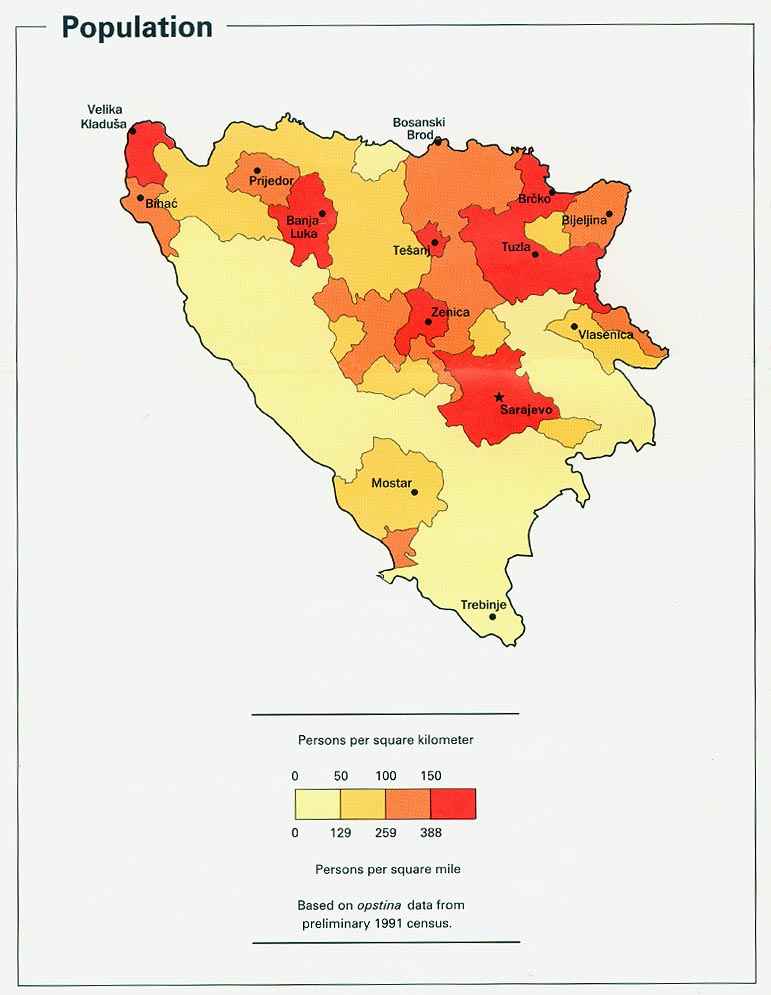 Population
Velika
Kladuša
Bosanski
Brod
Prijedor
Bihać
Banja
Luka
Brčko
Bijeljina
Tešanj
Tuzla
Zenica
Vlasenica
Sarajevo
Mostar
Trebinje
Persons per square kilometer
0 50 100 150
0 129 259 388
Persons per square mile
Based on opstina data from
preliminary 1991 census.